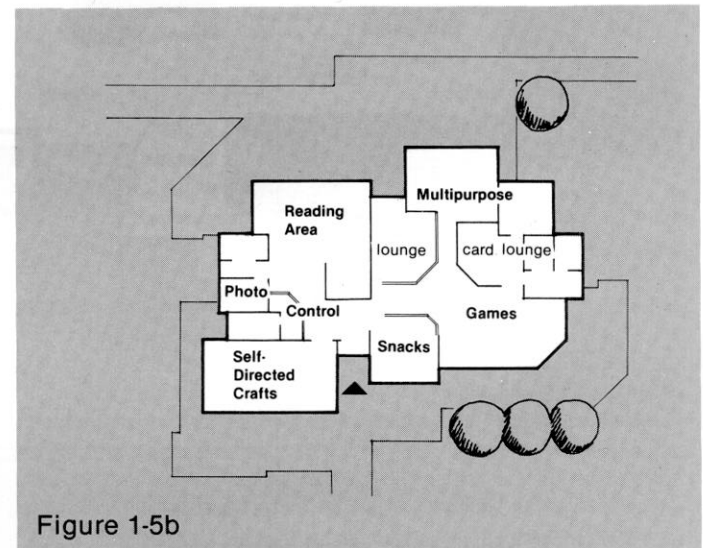 Multipurpose
Reading
Area
lounge
card lounge
Photo
Control
Games
Snacks
Self-
Directed
Crafts
Figure 1-5b